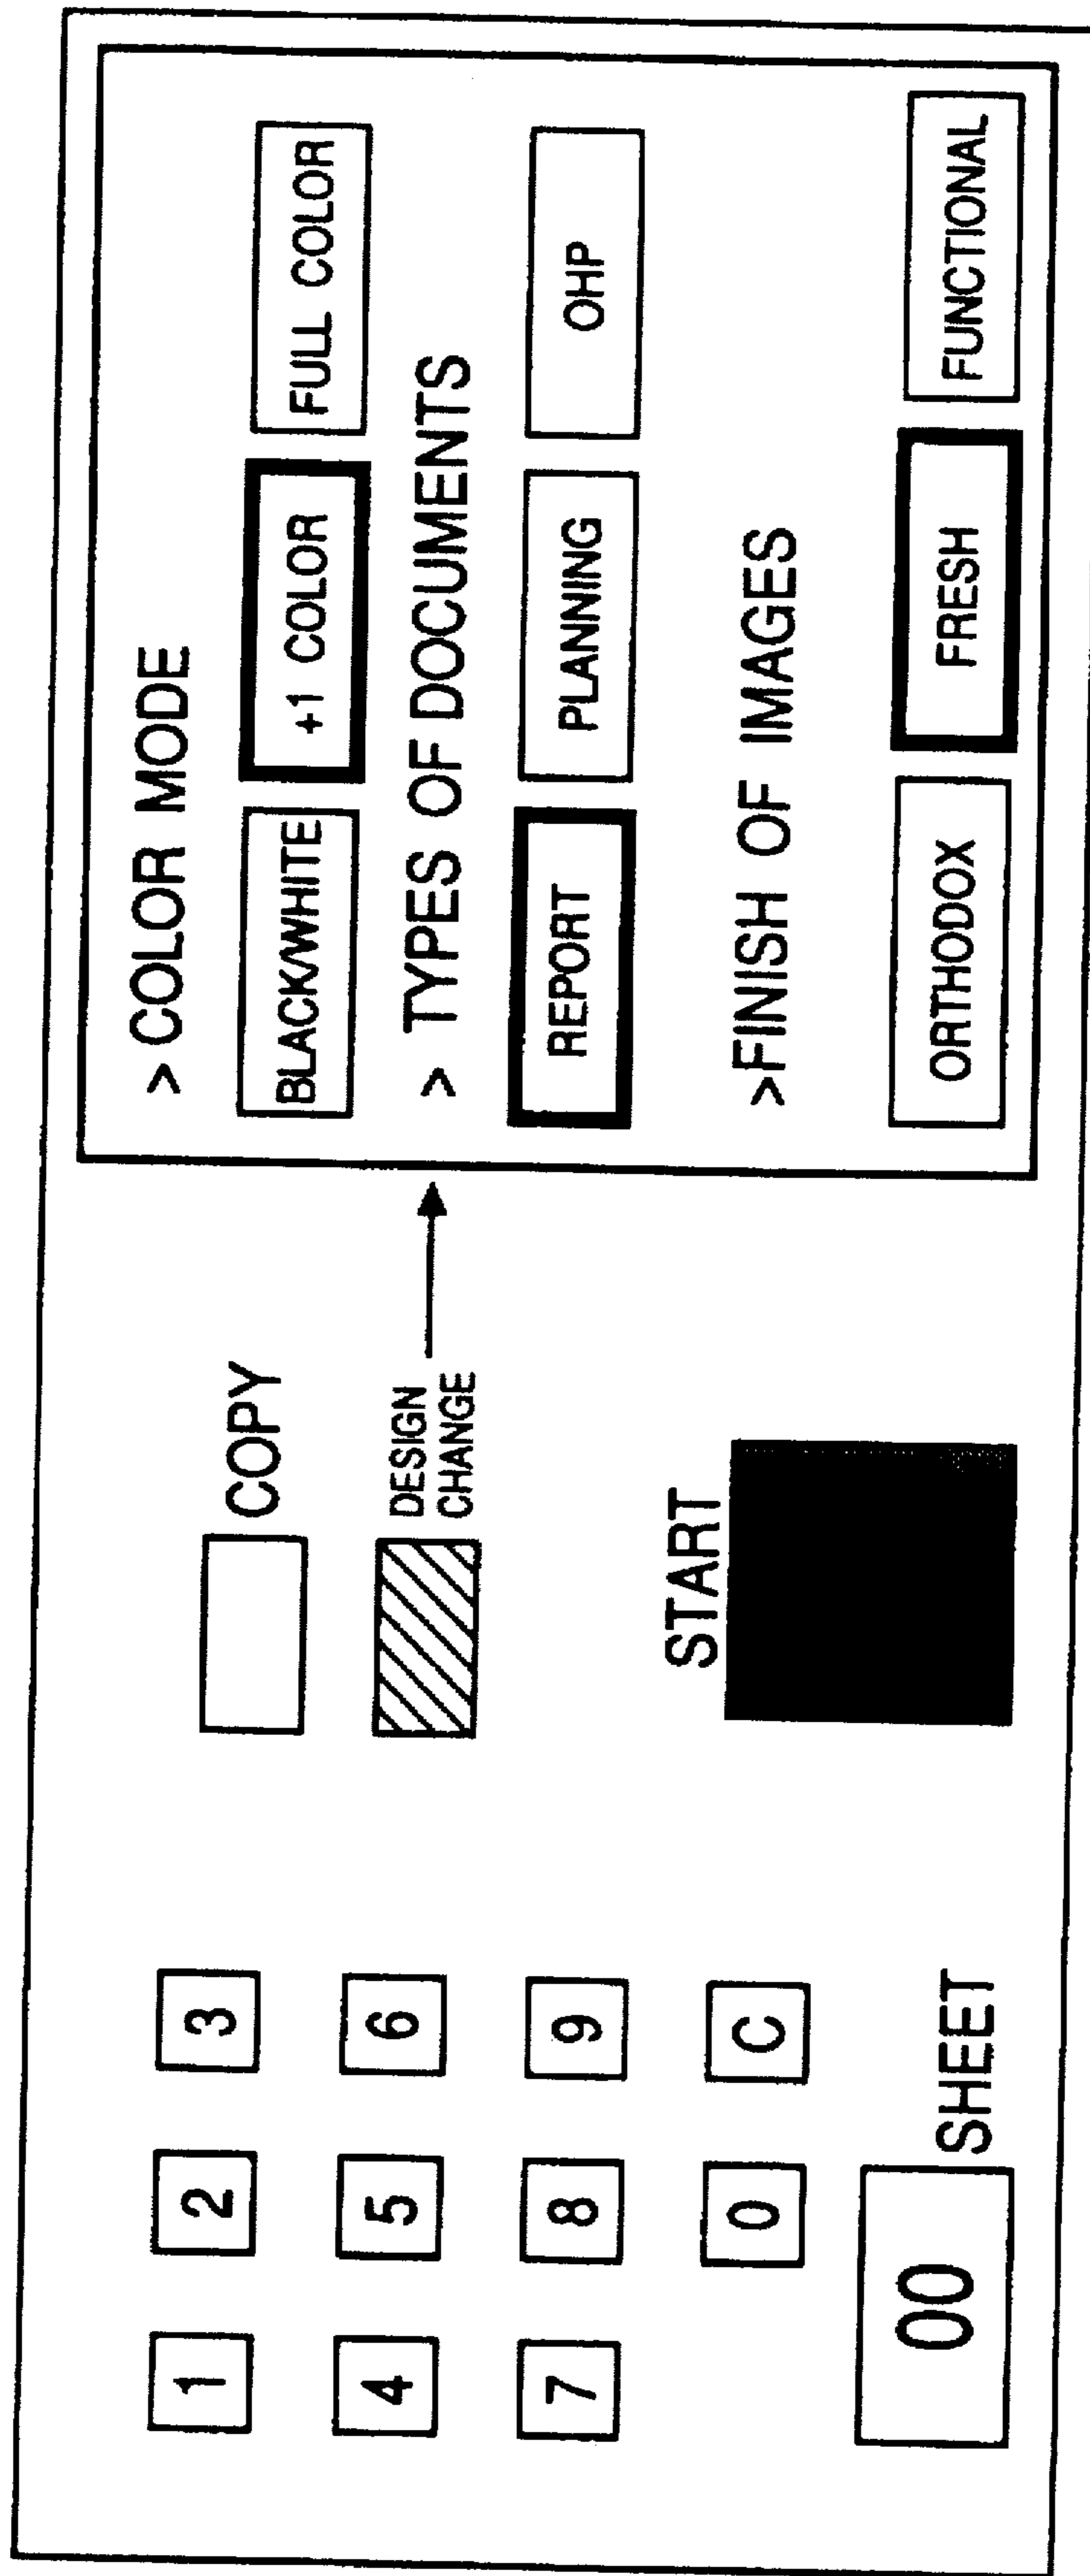 1 2 3
4 5 6
7 8 9
0 C
00 SHEET
COPY
DESIGN
CHANGE
START
> COLOR MODE
BLACK/WHITE +1 COLOR FULL COLOR
> TYPES OF DOCUMENTS
REPORT PLANNING OHP
>FINISH OF IMAGES
ORTHODOX FRESH FUNCTIONAL